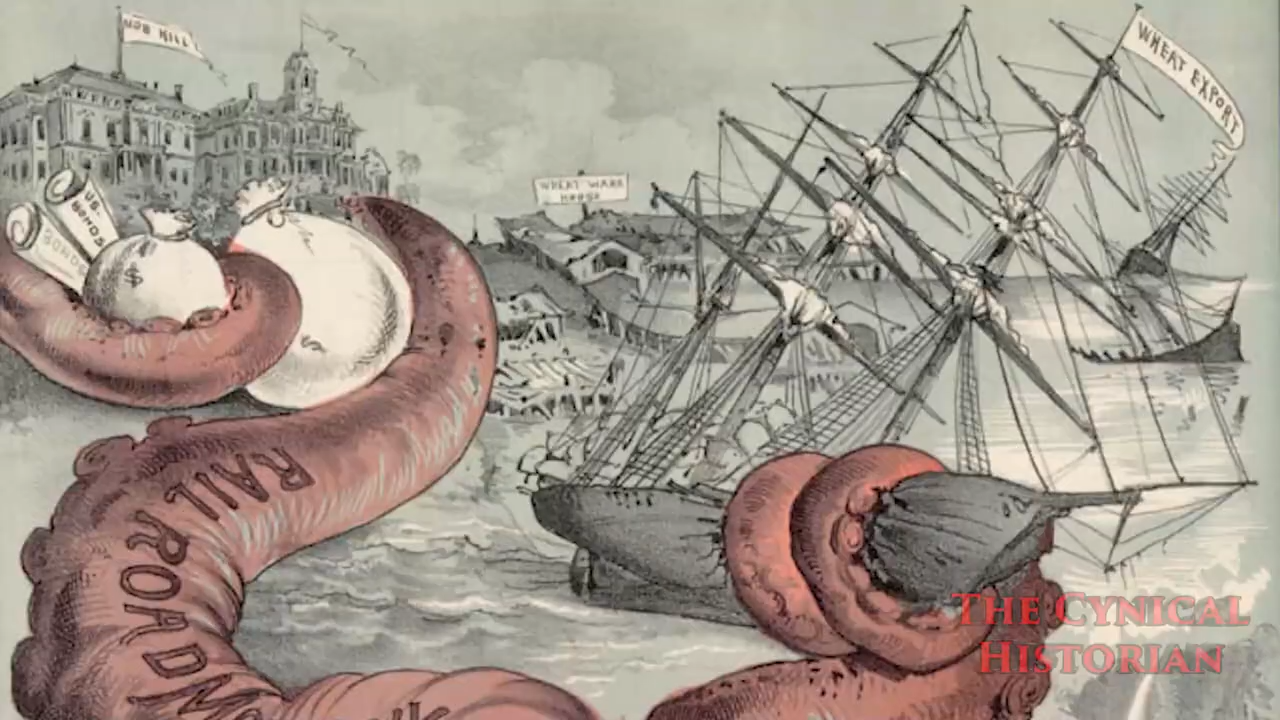 NOB HILL
WHEAT EXPORT
WHEAT WARE
HOUSE
U.S.
BONDS
BONDS
$
RAILROAD M
THE CYNICAL
HISTORIAN